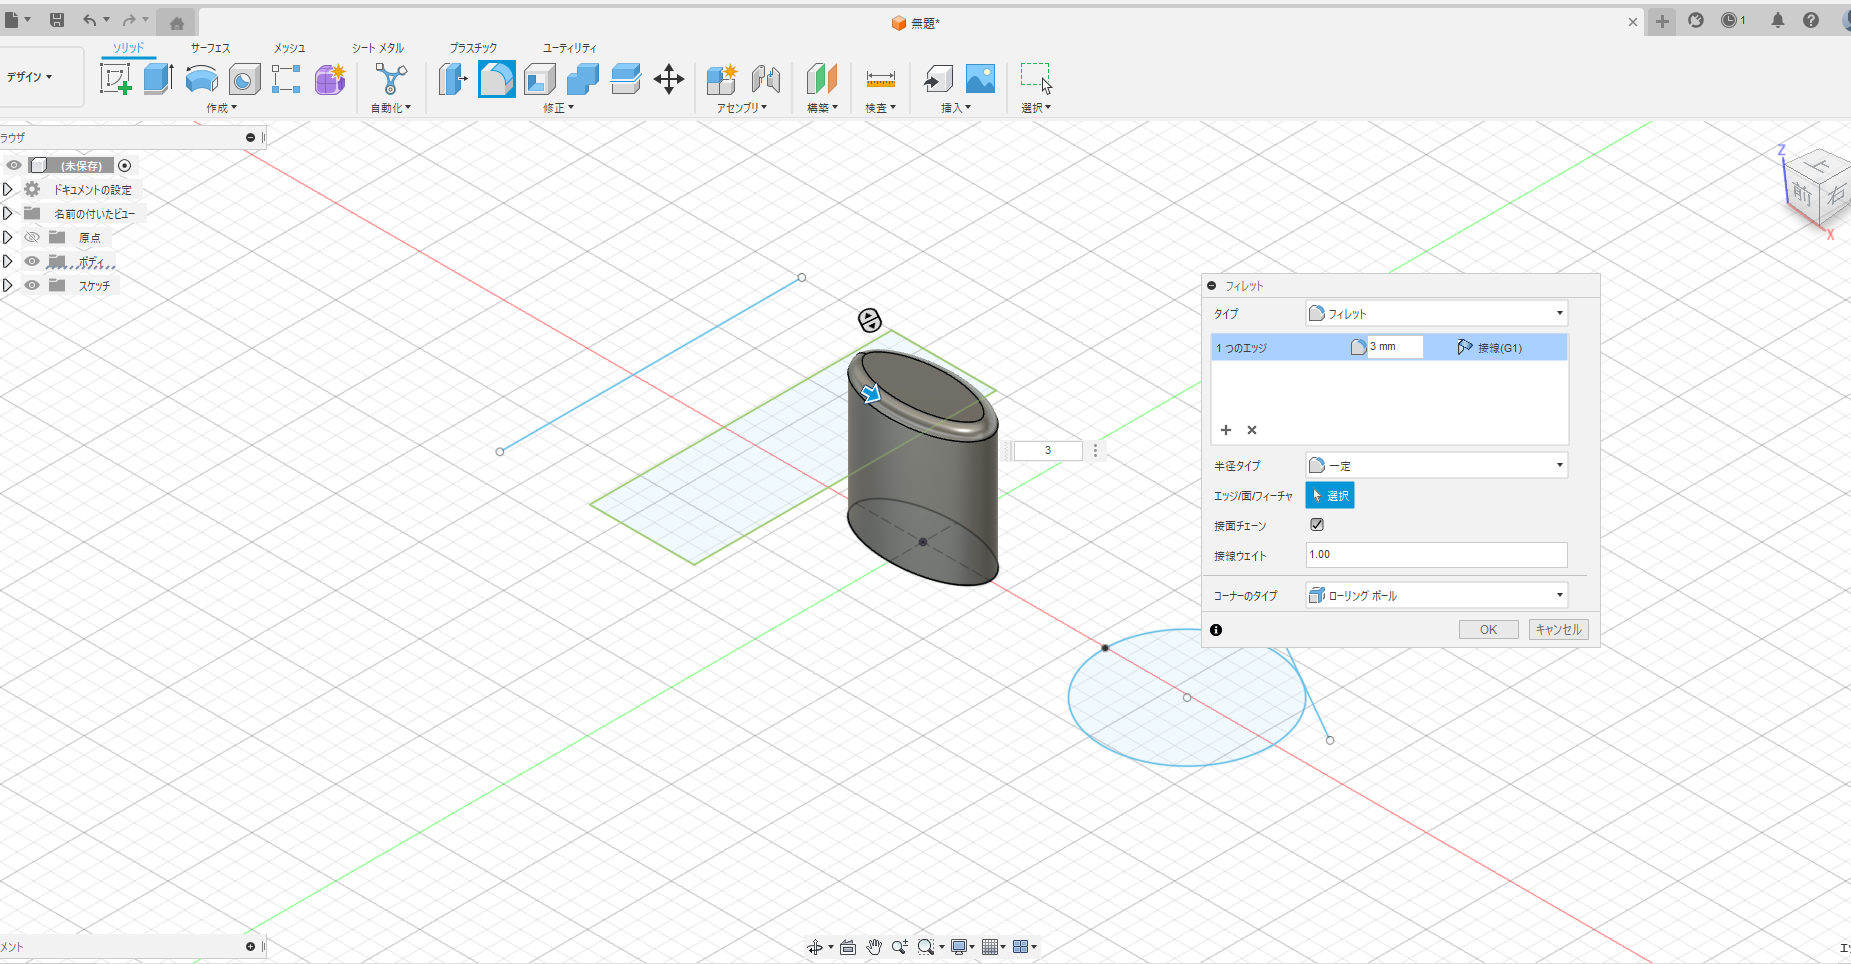 無題*
1
デザイン
ソリッド
サーフェス
メッシュ
シート メタル
プラスチック
ユーティリティ
作成
自動化
修正
アセンブリ
構築
検査
挿入
選択
ラウザ
(未保存)
ドキュメントの設定
名前の付いたビュー
原点
ボディ
スケッチ
Z
上
前
右
X
フィレット
タイプ
フィレット
1 つのエッジ
3 mm
接線(G1)
3
半径タイプ
一定
エッジ/面/フィーチャ
選択
接面チェーン
接線ウェイト
1.00
コーナーのタイプ
ローリング ボール
OK
キャンセル
メント